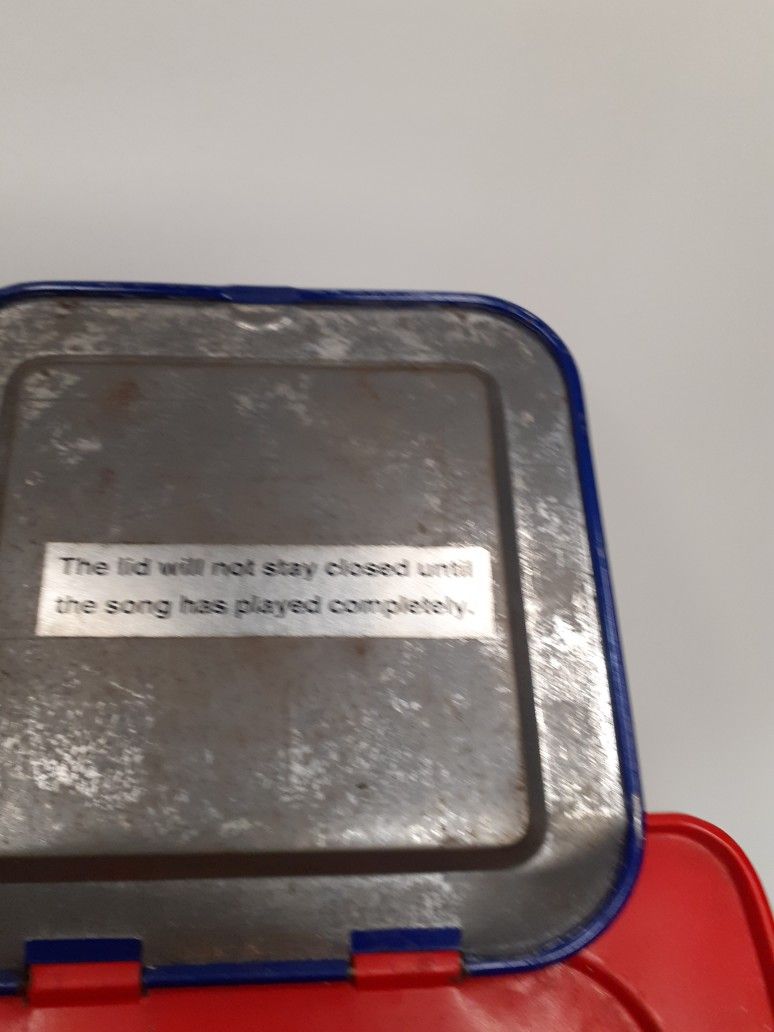 The lid will not stay closed until
the song has played completely.